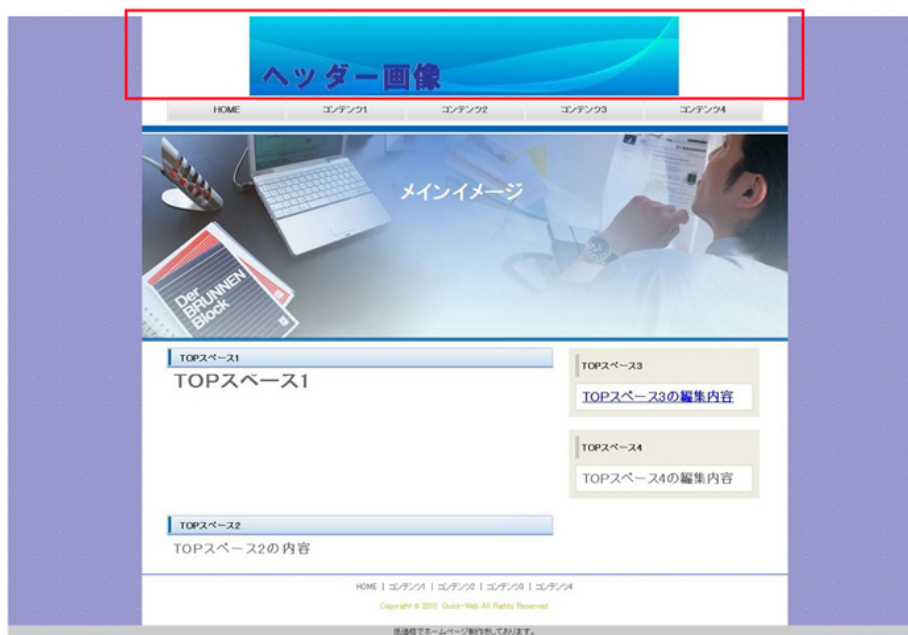 ヘッダー画像
HOME コンテンツ1 コンテンツ2 コンテンツ3 コンテンツ4
メインイメージ
Der
BRUNNEN
Block
TOPスペース1
TOPスペース1
TOPスペース3
TOPスペース3の編集内容
TOPスペース4
TOPスペース4の編集内容
TOPスペース2
TOPスペース2の内容
HOME | コンテンツ1 | コンテンツ2 | コンテンツ3 | コンテンツ4
Copyright © 2010 Quick-Web All Rights Reserved
低価格でホームページ制作をしております。